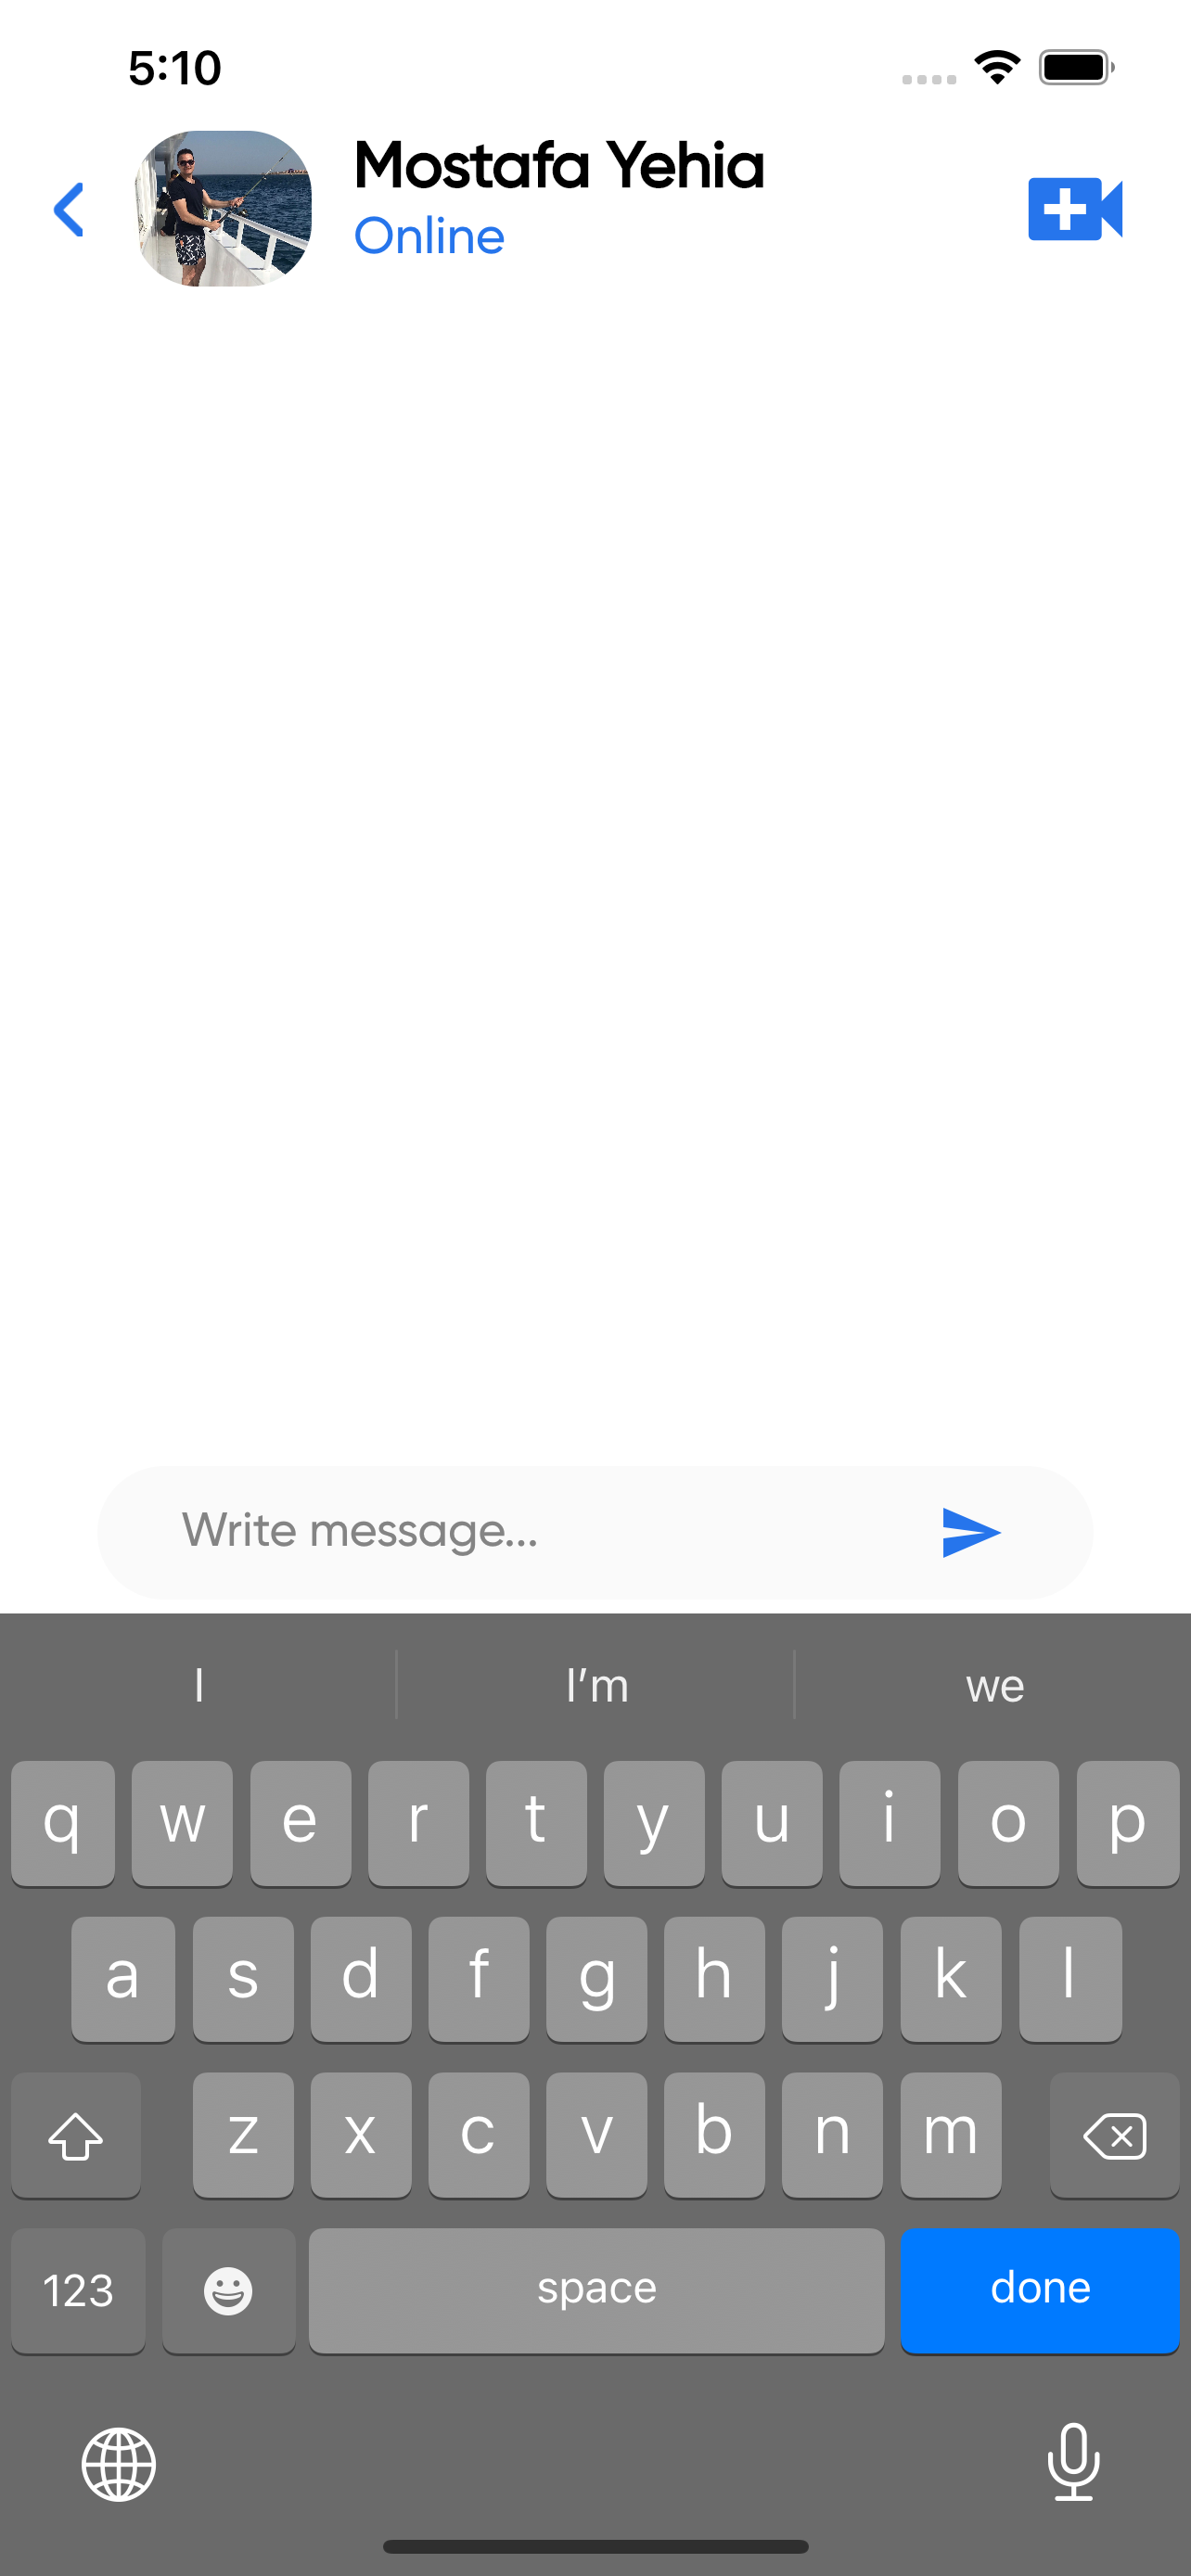 5:10
Mostafa Yehia
Online
Write message...
I I'm we
q w e r t y u i o p
a s d f g h j k l
z x c v b n m
123 space done